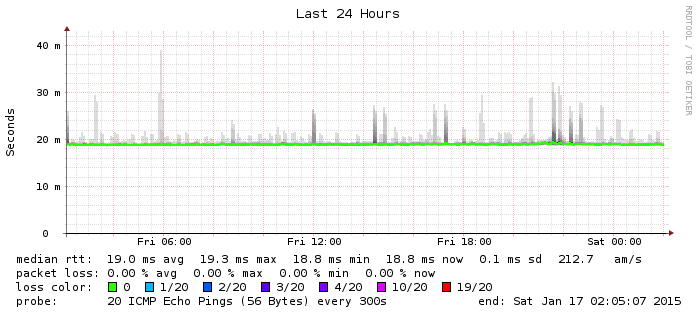 Last 24 Hours
RRDTOOL / TOBI OETIKER
Seconds
40 m
30 m
20 m
10 m
0
Fri 06:00 Fri 12:00 Fri 18:00 Sat 00:00
median rtt: 19.0 ms avg 19.3 ms max 18.8 ms min 18.8 ms now 0.1 ms sd 212.7 am/s
packet loss: 0.00 % avg 0.00 % max 0.00 % min 0.00 % now
loss color: 0 1/20 2/20 3/20 4/20 10/20 19/20
probe: 20 ICMP Echo Pings (56 Bytes) every 300s end: Sat Jan 17 02:05:07 2015